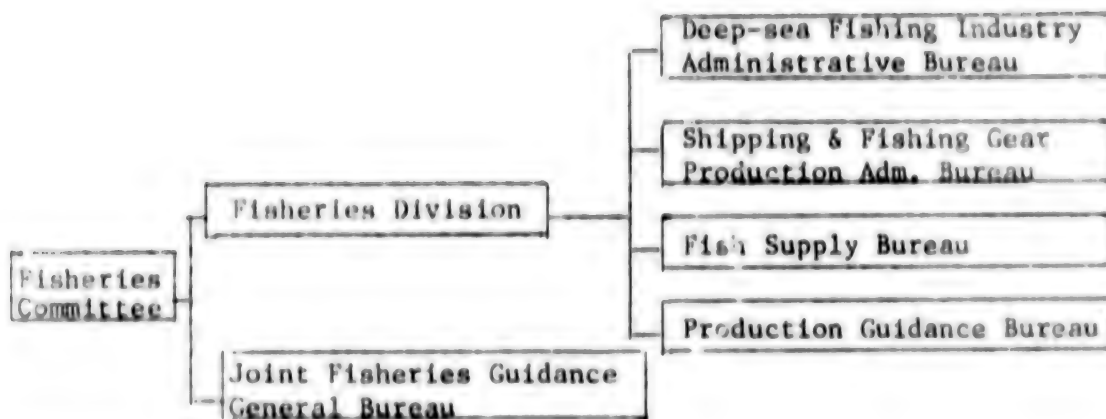 Deep-sea Fishing Industry
Administrative Bureau
Shipping & Fishing Gear
Production Adm. Bureau
Fisheries Division
Fish Supply Bureau
Fisheries
Committee
Production Guidance Bureau
Joint Fisheries Guidance
General Bureau